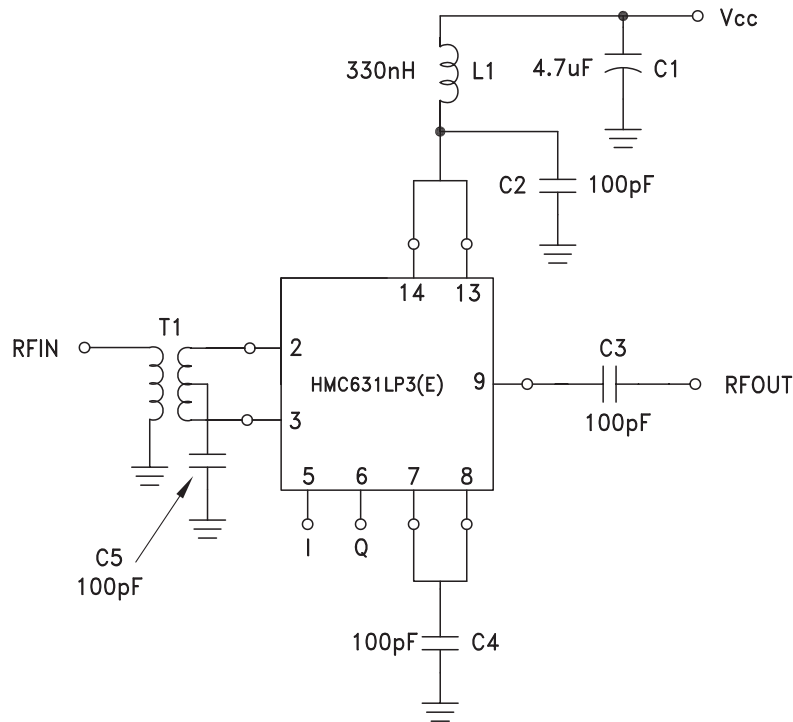 Vcc
330nH
L1
4.7uF
C1
C2
100pF
14
13
T1
RFIN
2
HMC631LP3(E)
9
C3
RFOUT
100pF
3
5
6
7
8
I
Q
C5
100pF
100pF
C4